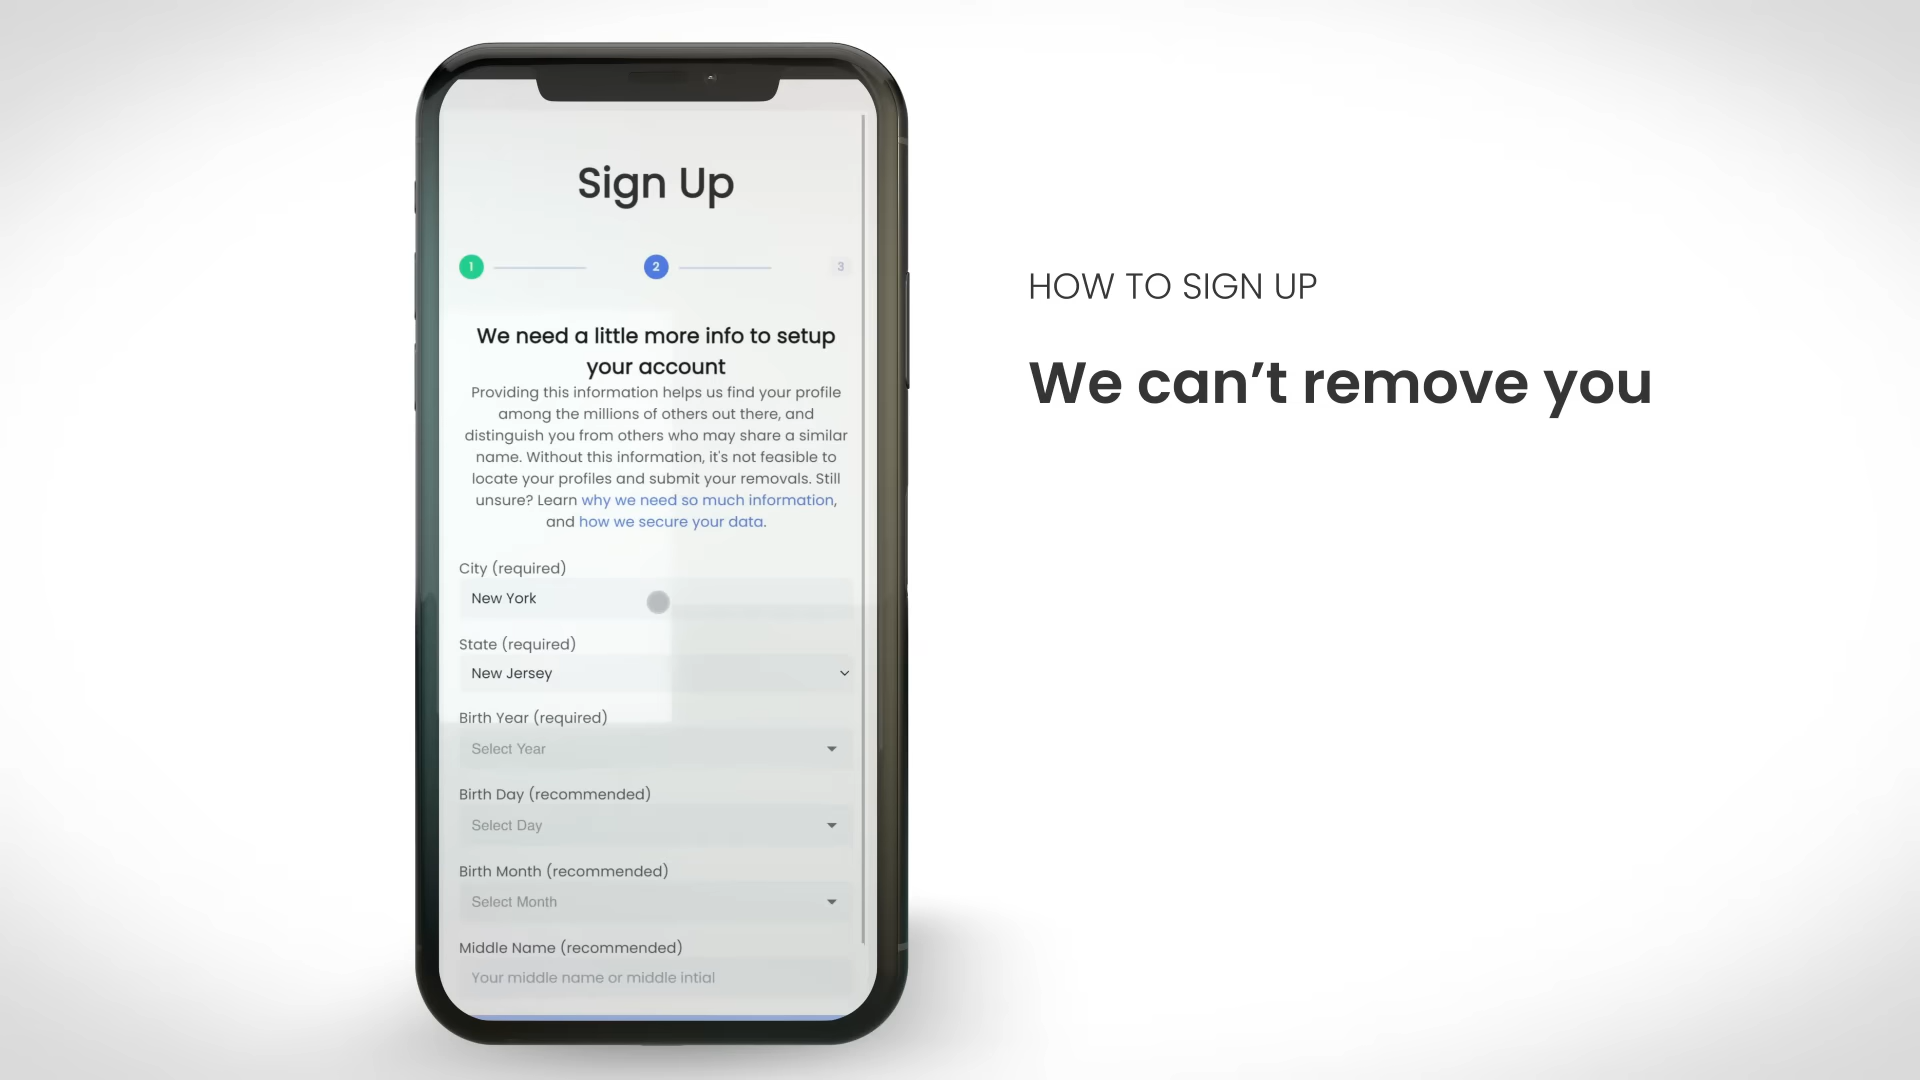 Sign Up
1
2
3
We need a little more info to setup
your account
Providing this information helps us find your profile
among the millions of others out there, and
distinguish you from others who may share a similar
name. Without this information, it's not feasible to
locate your profiles and submit your removals. Still
unsure? Learn why we need so much information,
and how we secure your data.
City (required)
New York
State (required)
New Jersey
Birth Year (required)
Select Year
Birth Day (recommended)
Select Day
Birth Month (recommended)
Select Month
Middle Name (recommended)
Your middle name or middle intial
HOW TO SIGN UP
We can’t remove you